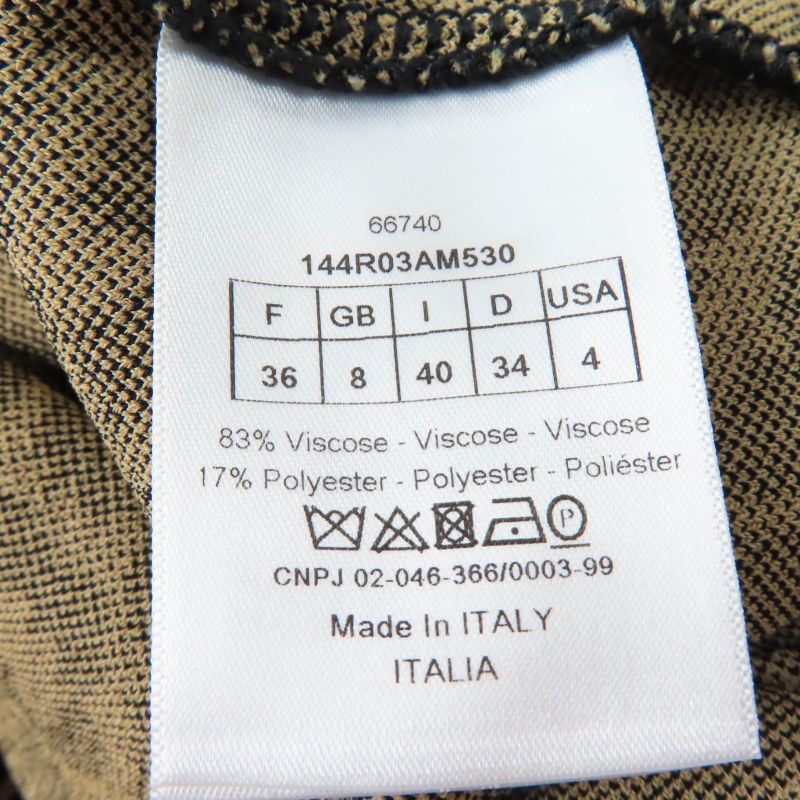 66740
144R03AM530
F GB I D USA
36 8 40 34 4
83% Viscose - Viscose - Viscose
17% Polyester - Polyester - Poliéster
P
CNPJ 02-046-366/0003-99
Made In ITALY
ITALIA